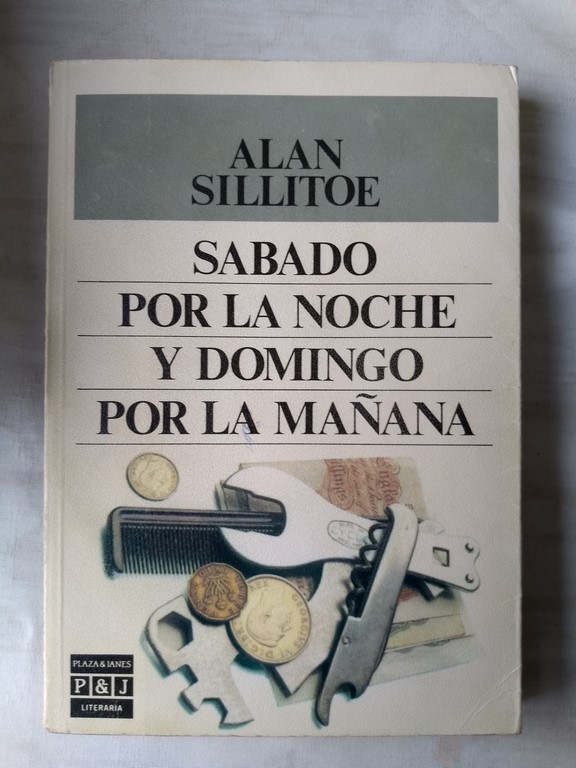 ALAN
SILLITOE
SABADO
POR LA NOCHE
Y DOMINGO
POR LA MAÑANA
PLAZA & JANES
P&J
LITERARIA